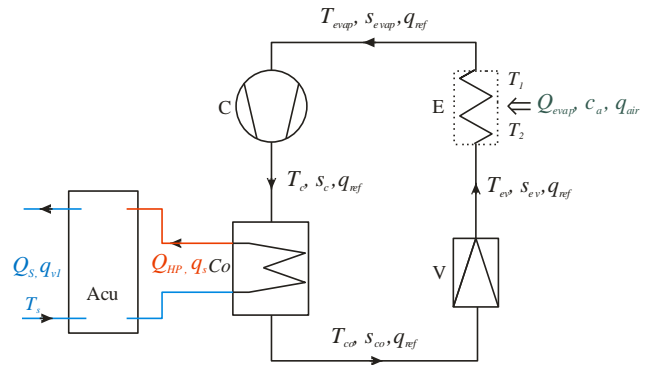 T_evap, s_evap, q_ref
C
E
T_1
T_2
Q_evap, c_a, q_air
T_c, s_c, q_ref
T_ev, s_ev, q_ref
Q_S, q_v1
Q_HP, q_s Co
T_s
Acu
V
T_co, s_co, q_ref